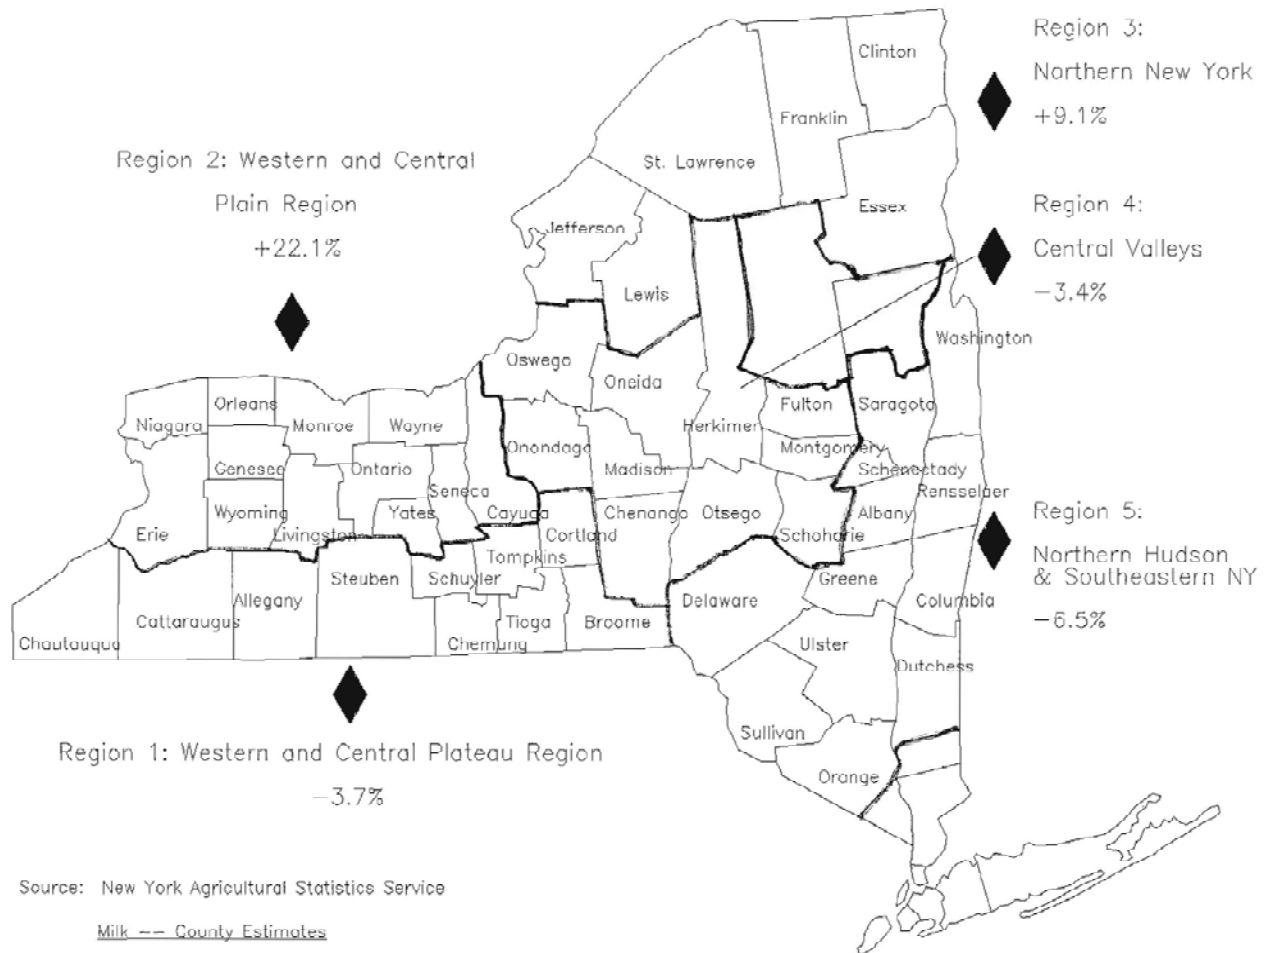 Region 3:
Northern New York
+9.1%
Region 2: Western and Central
Plain Region
+22.1%
Region 4:
Central Valleys
−3.4%
Clinton
Franklin
St. Lawrence
Essex
Jefferson
Lewis
Washington
Oswego
Oneida
Herkimer
Fulton
Saratoga
Orleans
Niagara
Monroe
Wayne
Onondaga
Madison
Montgomery
Schenectady
Genesee
Ontario
Seneca
Rensselaer
Wyoming
Yates
Cayuga
Chenango
Otsego
Albany
Erie
Livingston
Cortland
Schoharie
Tompkins
Steuben
Schuyler
Greene
Allegany
Delaware
Columbia
Cattaraugus
Tioga
Broome
Chautauqua
Chemung
Ulster
Dutchess
Sullivan
Orange
Region 5:
Northern Hudson
& Southeastern NY
−6.5%
Region 1: Western and Central Plateau Region
−3.7%
Source: New York Agricultural Statistics Service
Milk −− County Estimates